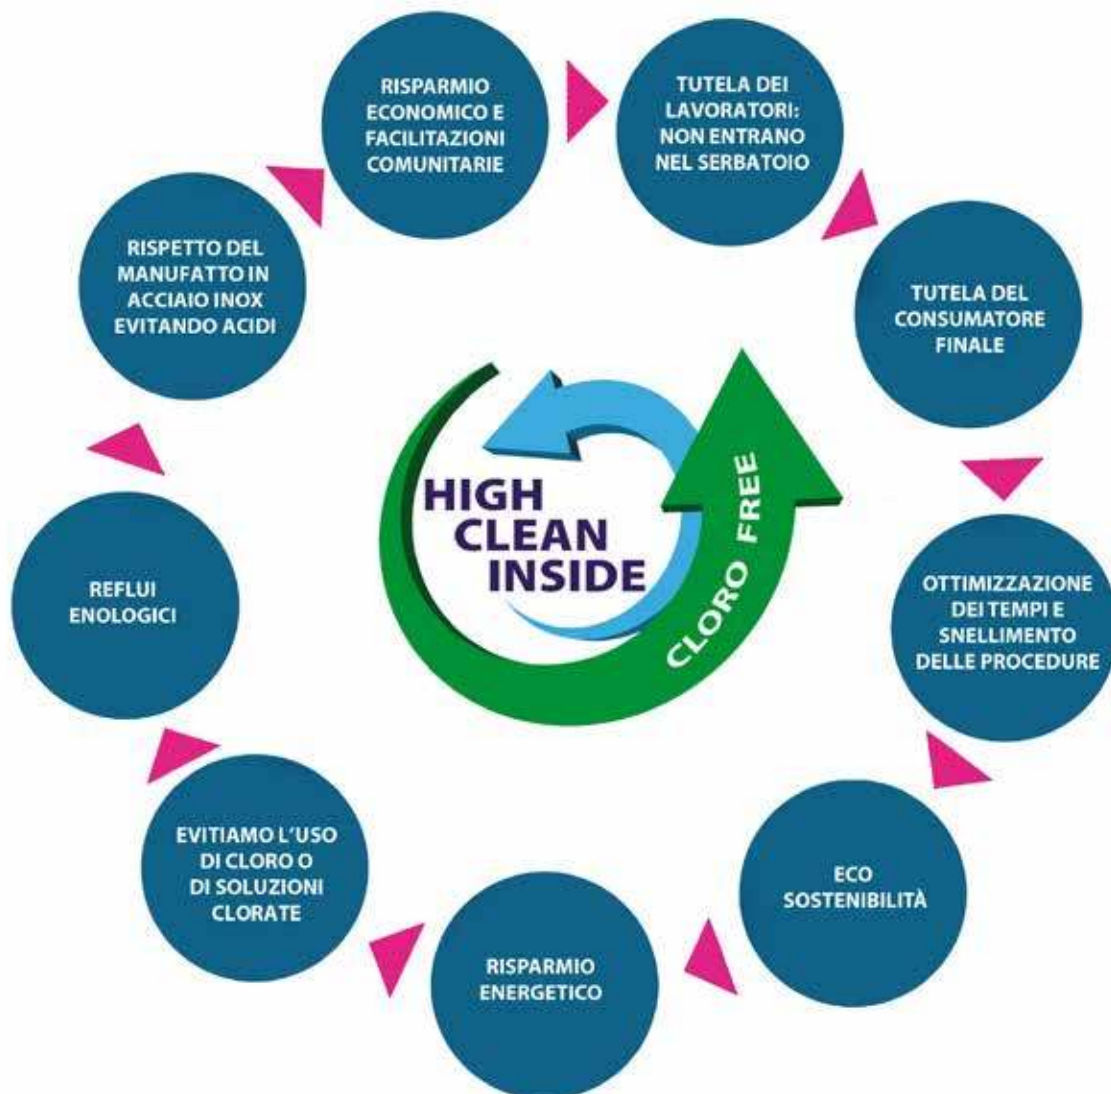 RISPARMIO
ECONOMICO E
FACILITAZIONI
COMUNITARIE
TUTELA DEI
LAVORATORI:
NON ENTRANO
NEL SERBATOIO
TUTELA DEL
CONSUMATORE
FINALE
OTTIMIZZAZIONE
DEI TEMPI E
SNELLIMENTO
DELLE PROCEDURE
ECO
SOSTENIBILITÀ
RISPARMIO
ENERGETICO
EVITIAMO L'USO
DI CLORO O
DI SOLUZIONI
CLORATE
REFLUI
ENOLOGICI
RISPETTO DEL
MANUFATTO IN
ACCIAIO INOX
EVITANDO ACIDI
HIGH
CLEAN
INSIDE
CLORO FREE